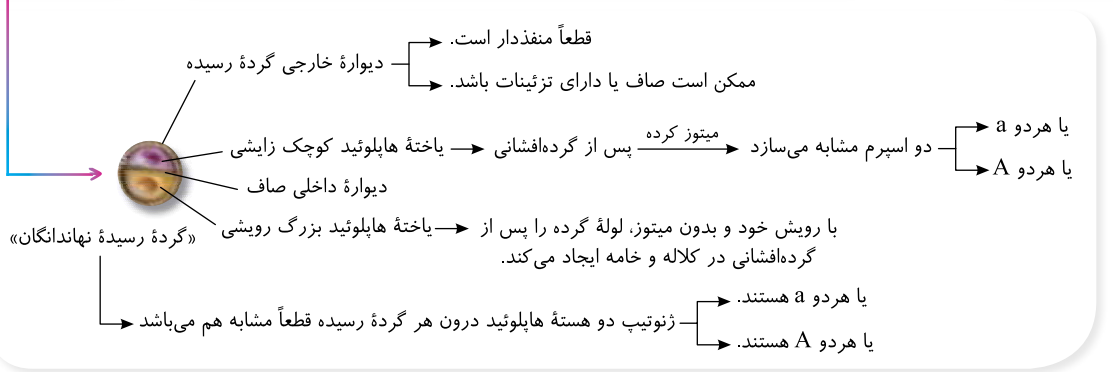 قطعاً منفذدار است.
دیوارهٔ خارجی گردهٔ رسیده
ممکن است صاف یا دارای تزئینات باشد.
یاختهٔ هاپلوئید کوچک زایشی
پس از گرده‌افشانی
میتوز کرده
دو اسپرم مشابه می‌سازد
یا هردو a
یا هردو A
دیوارهٔ داخلی صاف
یاختهٔ هاپلوئید بزرگ رویشی
با رویش خود و بدون میتوز، لولهٔ گرده را پس از
گرده‌افشانی در کلاله و خامه ایجاد می‌کند.
«گردهٔ رسیدهٔ نهاندانگان»
ژنوتیپ دو هستهٔ هاپلوئید درون هر گردهٔ رسیده قطعاً مشابه هم می‌باشد
یا هردو a هستند.
یا هردو A هستند.